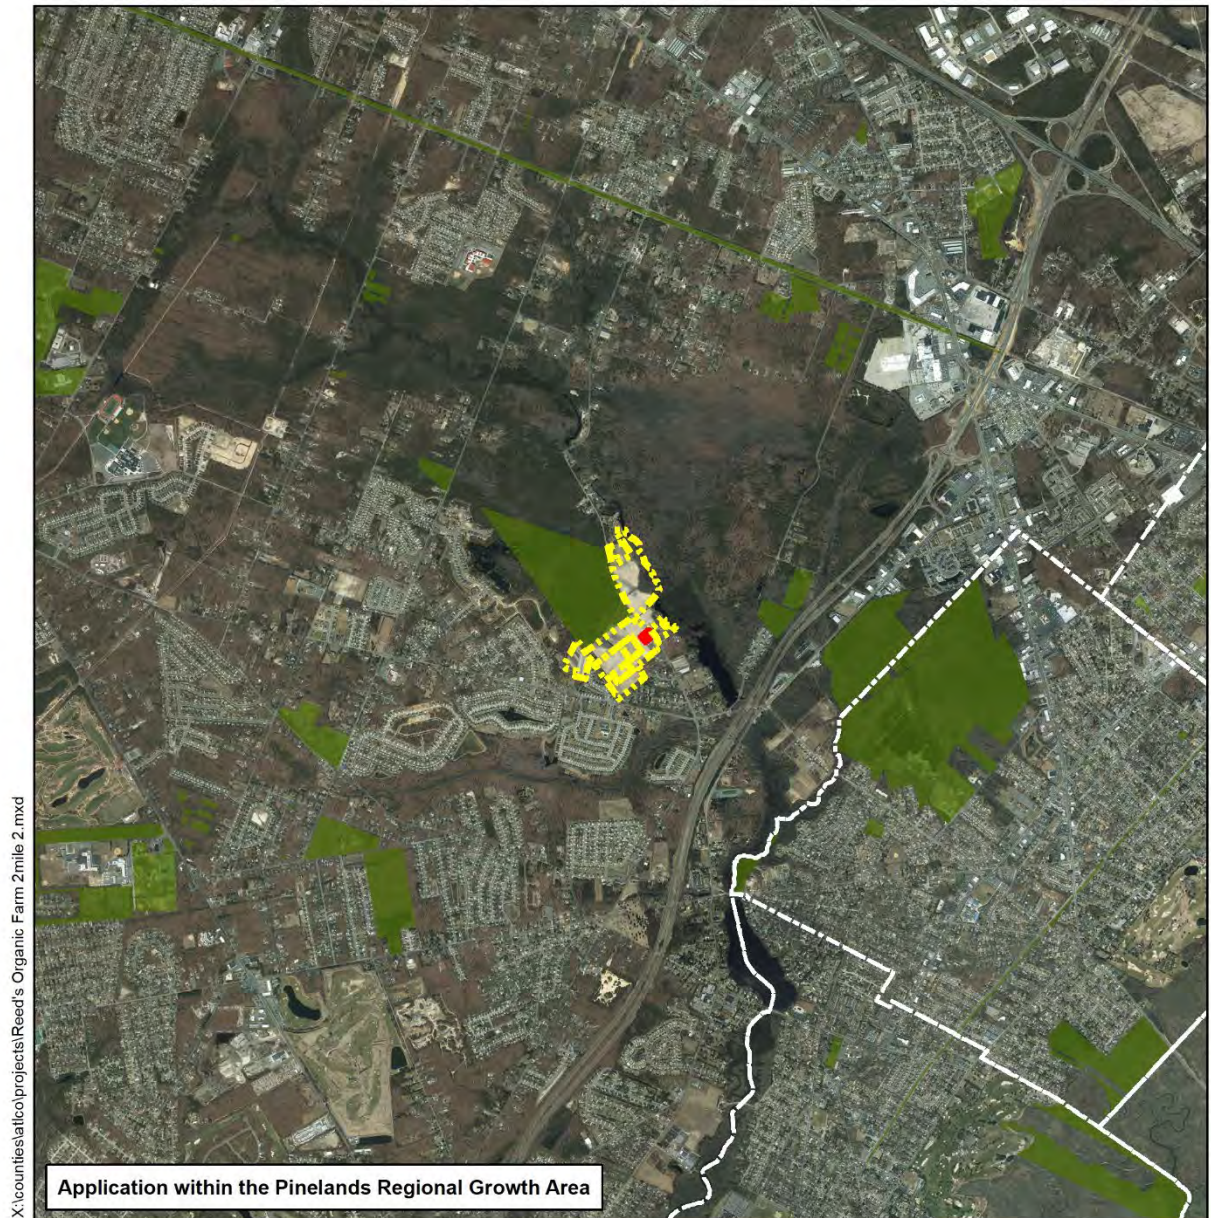 X:\counties\atlco\projects\Reed's Organic Farm 2mile 2.mxd
Application within the Pinelands Regional Growth Area